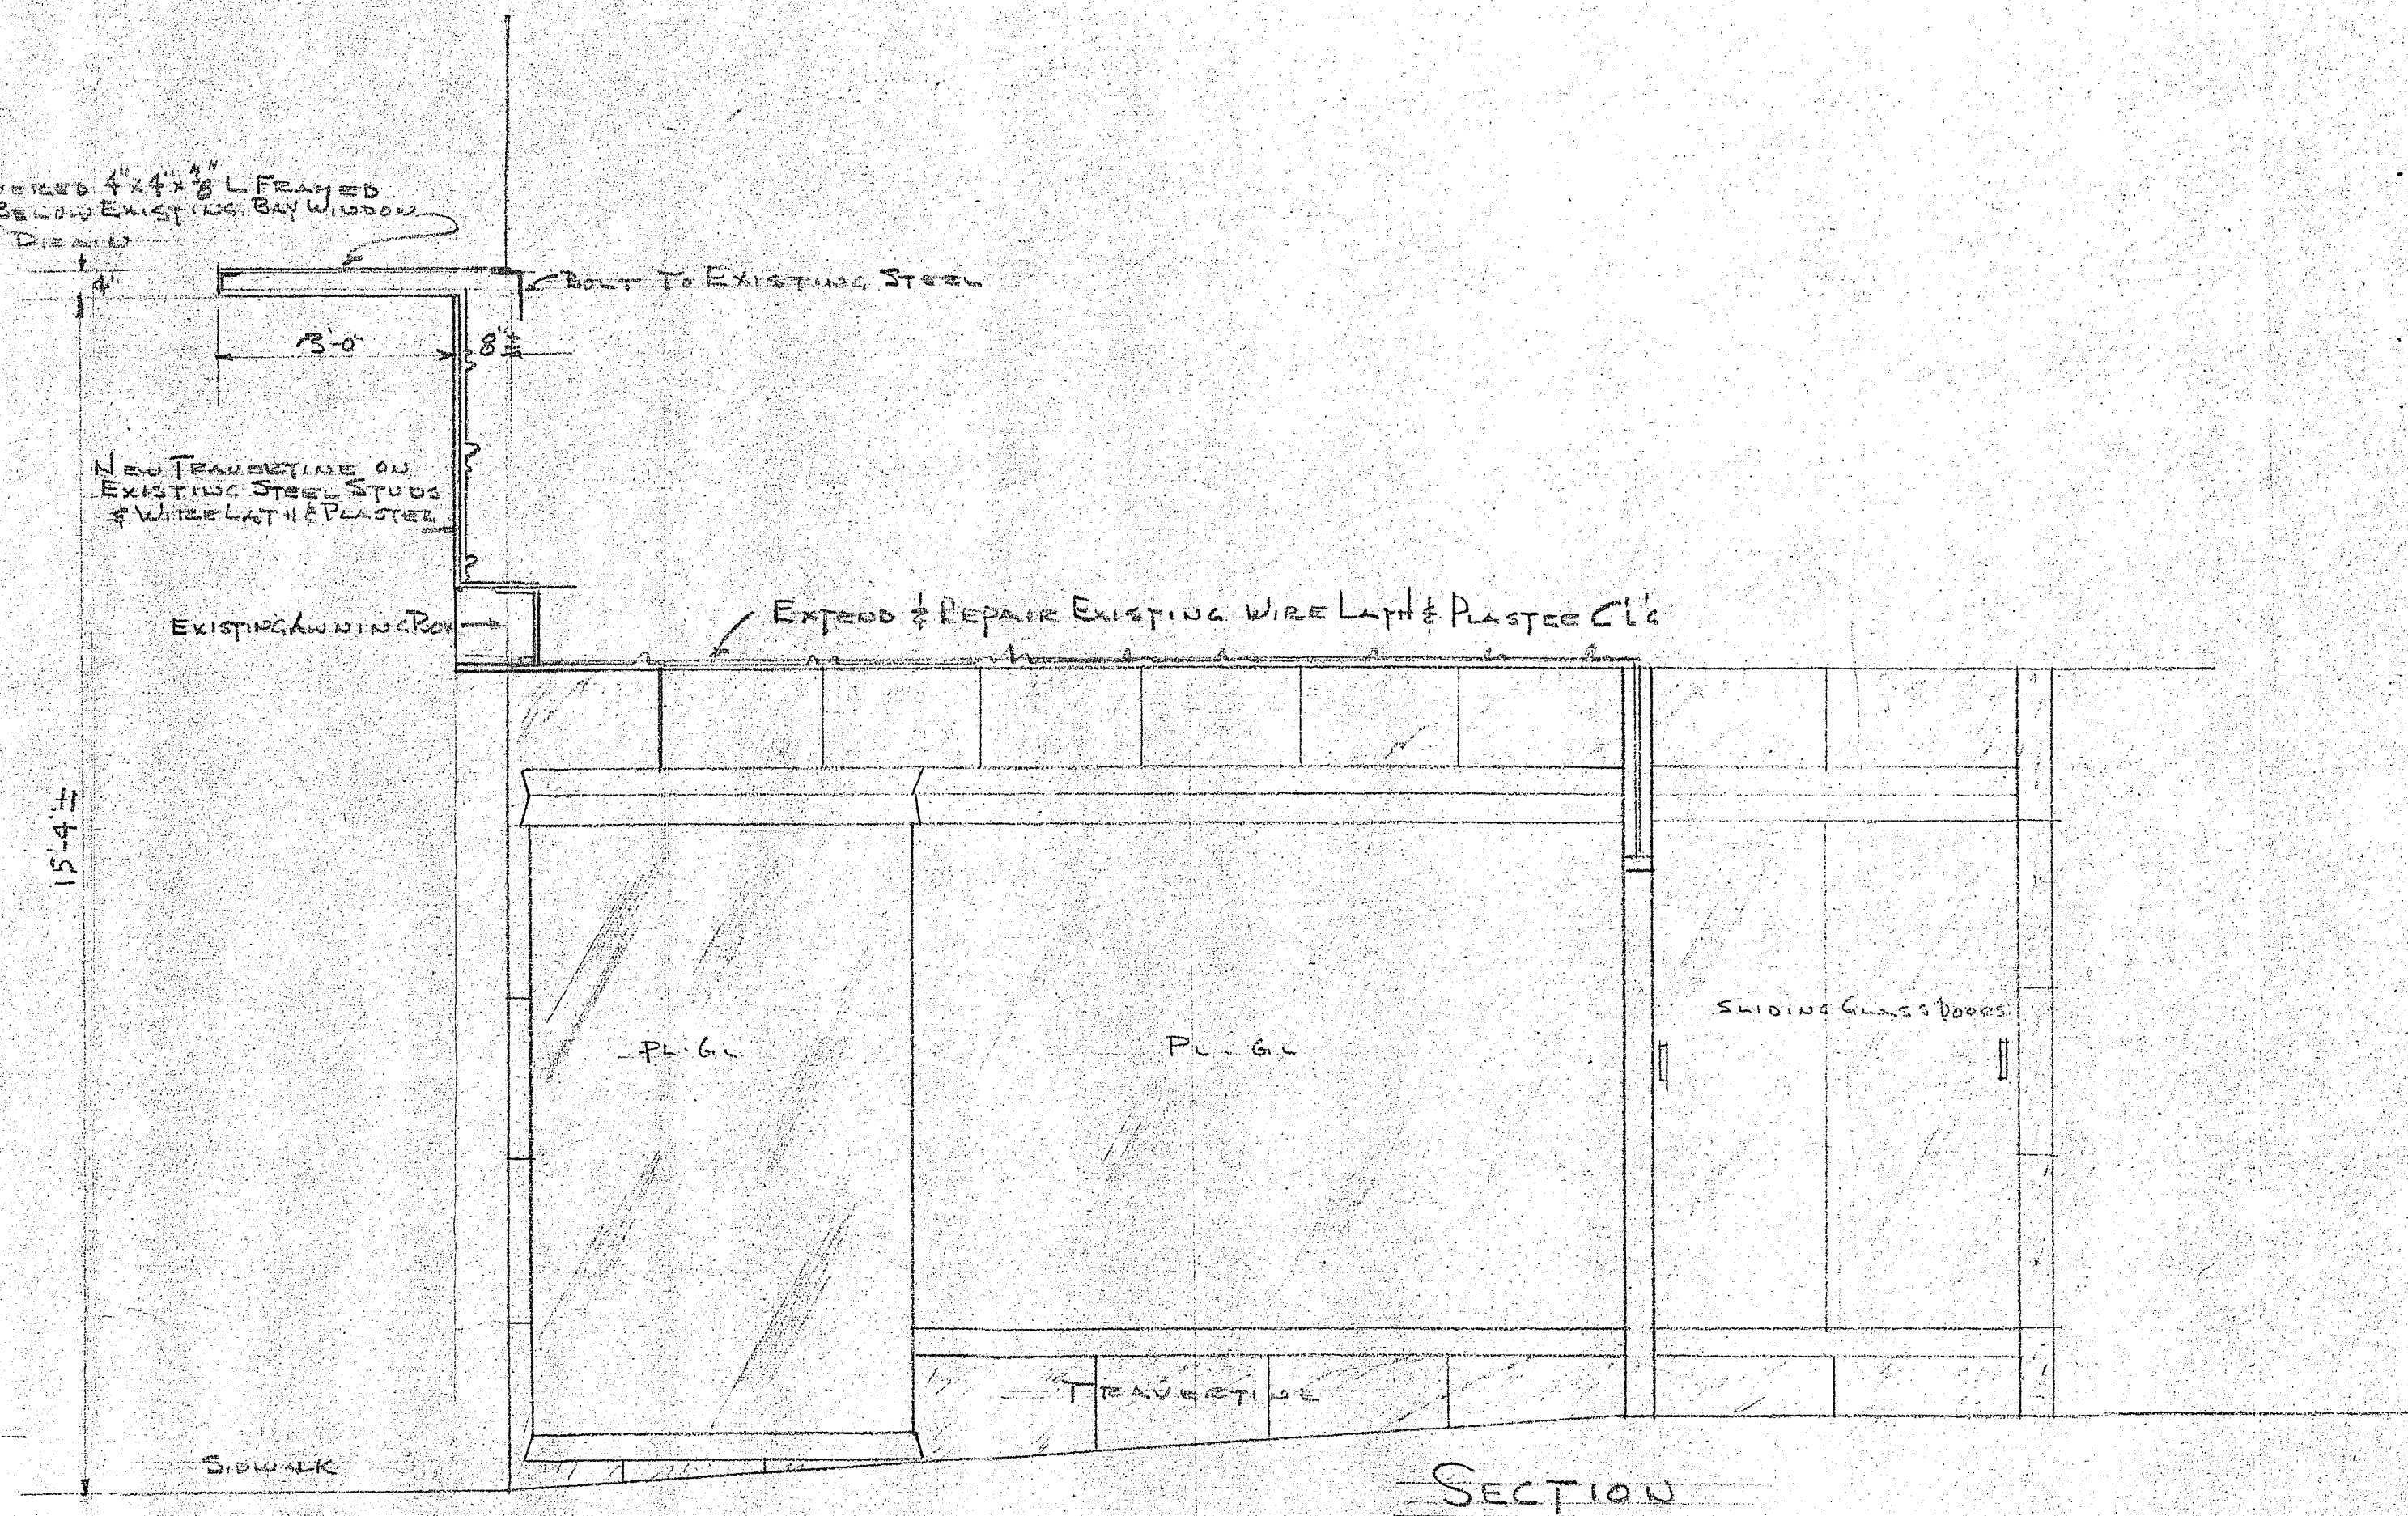 4"x4"x3/8" L FRAMED
BELOW EXISTING BAY WINDOW
DRAIN
4"
BOLT TO EXISTING STEEL
3'-0"
8"±
NEW TRAVERTINE ON
EXISTING STEEL STUDS
& WIRE LATH & PLASTER
EXISTING AWNING BOX
EXTEND & REPAIR EXISTING WIRE LATH & PLASTER C'L'G
15'-4"±
SLIDING GLASS DOORS
PL. GL
PL. GL
TRAVERTINE
SIDWALK
SECTION